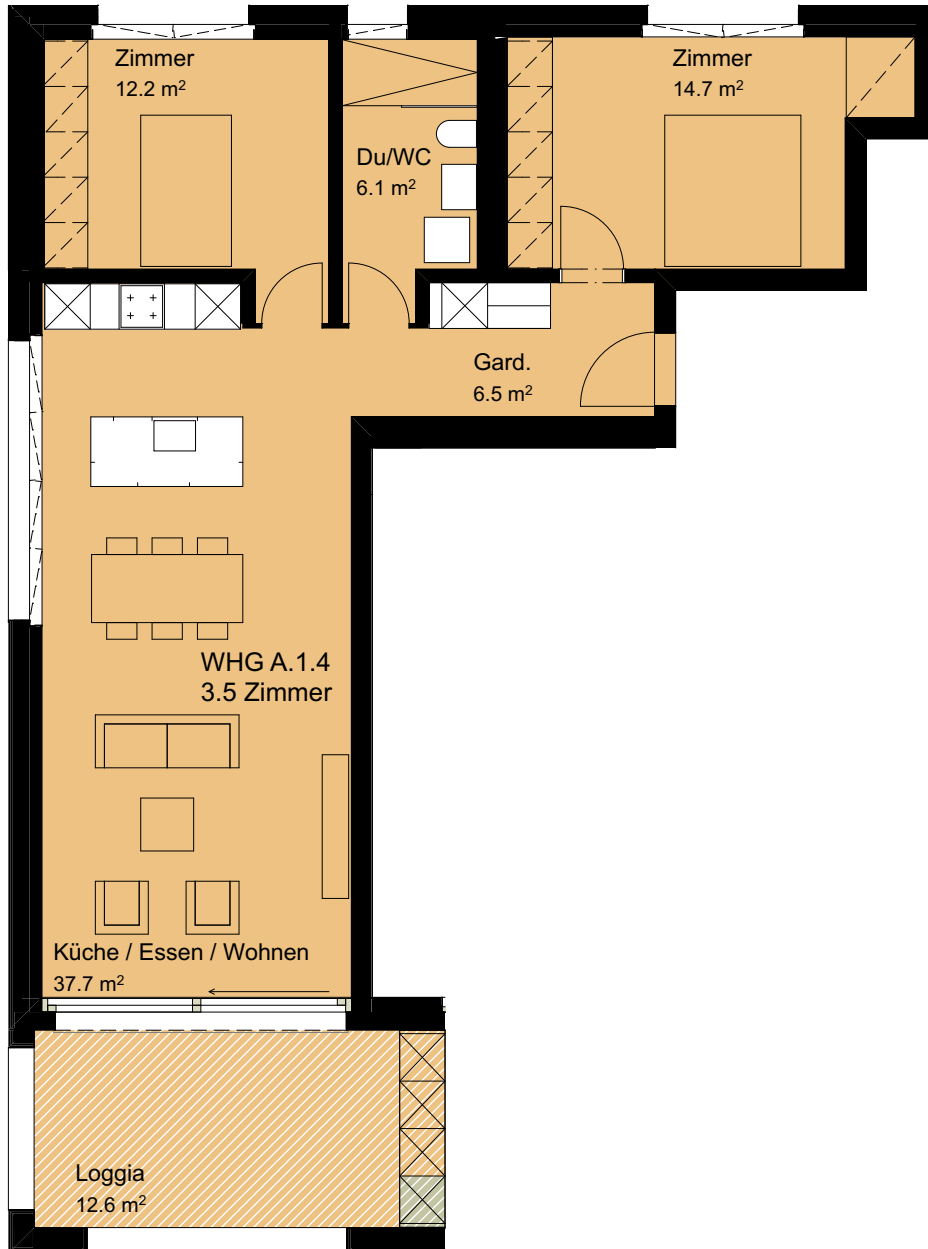 Zimmer
12.2 m²
Zimmer
14.7 m²
Du/WC
6.1 m²
Gard.
6.5 m²
WHG A.1.4
3.5 Zimmer
Küche / Essen / Wohnen
37.7 m²
Loggia
12.6 m²